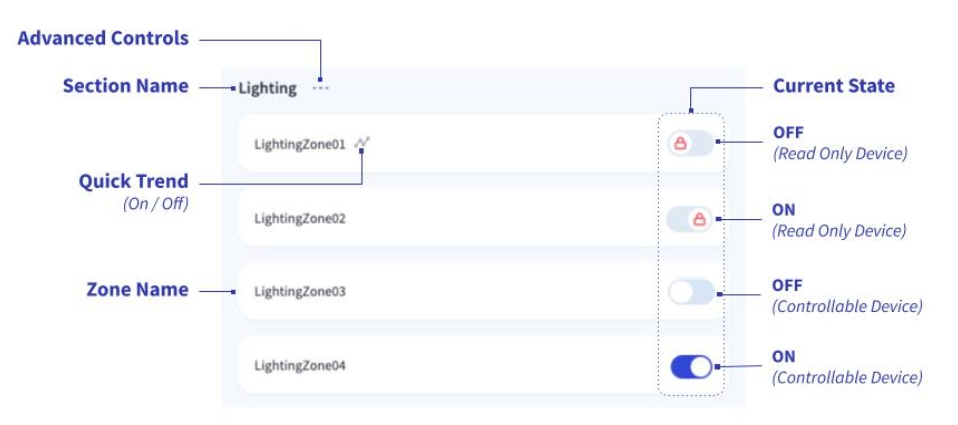 Advanced Controls
Section Name
Lighting ...
Current State
LightingZone01
OFF
(Read Only Device)
Quick Trend
(On / Off)
LightingZone02
ON
(Read Only Device)
Zone Name
LightingZone03
OFF
(Controllable Device)
LightingZone04
ON
(Controllable Device)